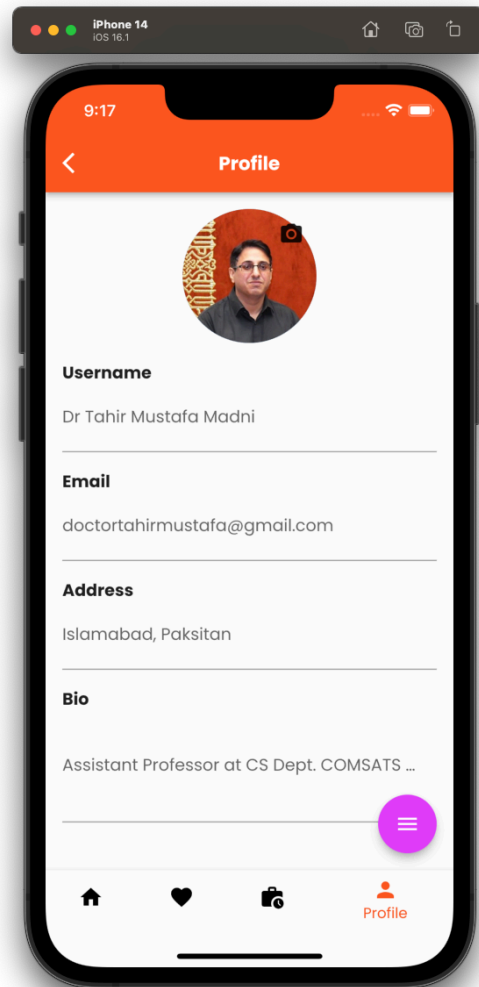 iPhone 14
iOS 16.1
9:17
Profile
Username
Dr Tahir Mustafa Madni
Email
doctortahirmustafa@gmail.com
Address
Islamabad, Paksitan
Bio
Assistant Professor at CS Dept. COMSATS ...
Profile